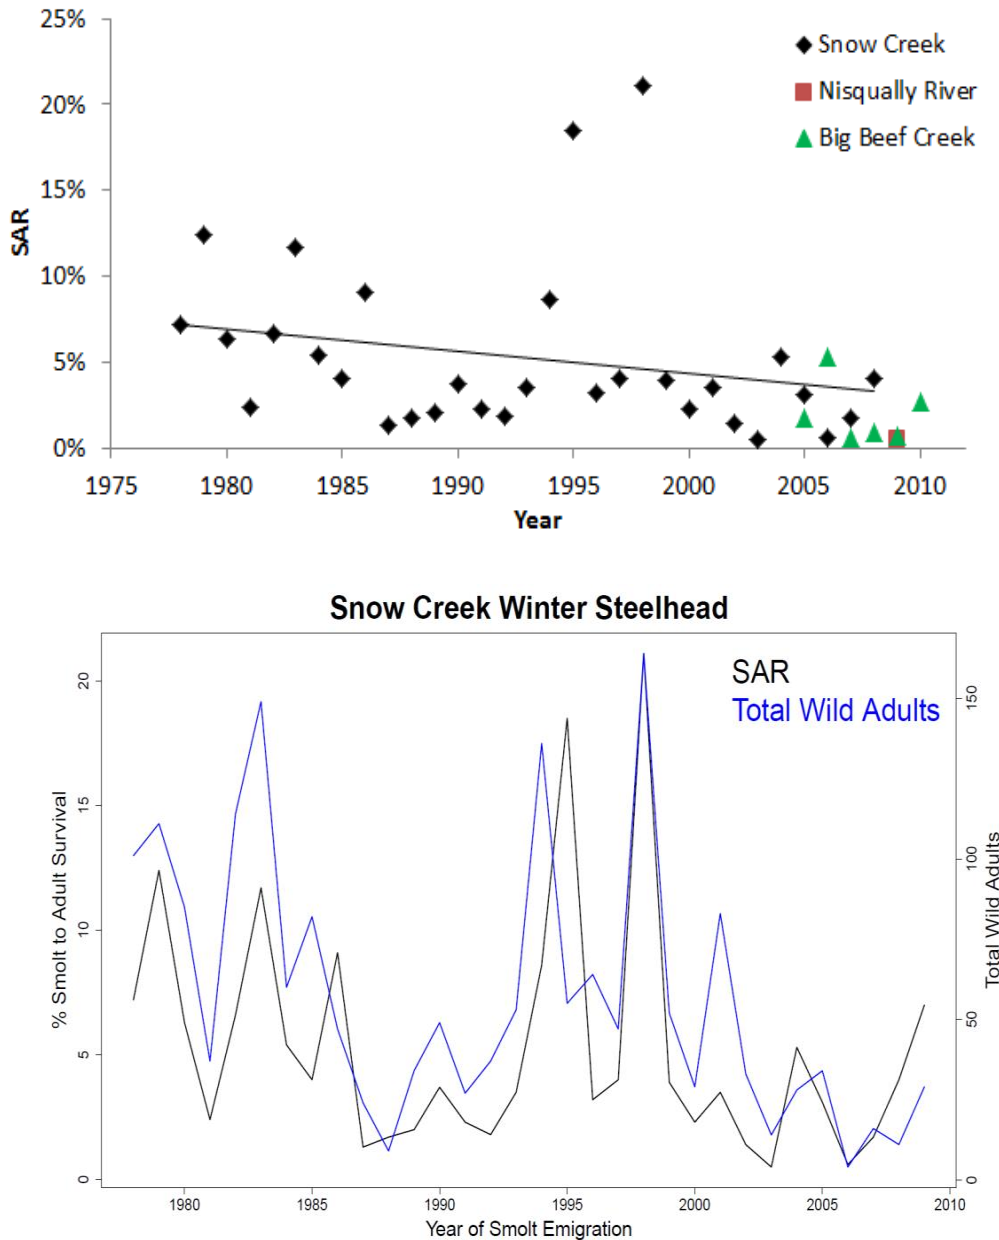 25%
20%
15%
10%
5%
0%
SAR
Snow Creek
Nisqually River
Big Beef Creek
1975 1980 1985 1990 1995 2000 2005 2010
Year
Snow Creek Winter Steelhead
SAR
Total Wild Adults
20
15
10
5
0
% Smolt to Adult Survival
150
100
50
0
Total Wild Adults
1980 1985 1990 1995 2000 2005 2010
Year of Smolt Emigration